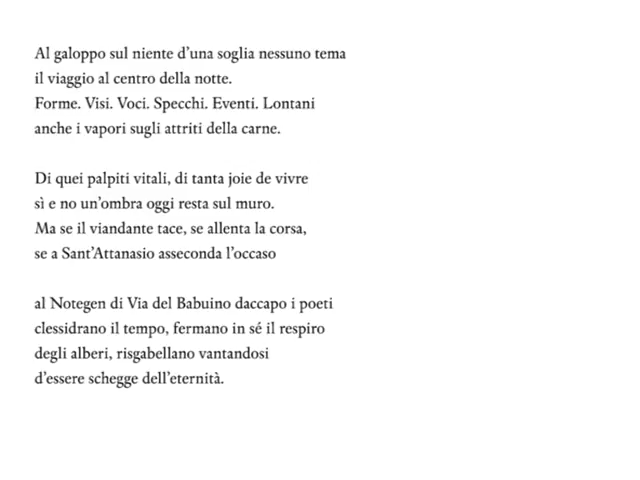 Al galoppo sul niente d’una soglia nessuno tema
il viaggio al centro della notte.
Forme. Visi. Voci. Specchi. Eventi. Lontani
anche i vapori sugli attriti della carne.

Di quei palpiti vitali, di tanta joie de vivre
sì e no un’ombra oggi resta sul muro.
Ma se il viandante tace, se allenta la corsa,
se a Sant’Attanasio asseconda l’occaso

al Notegen di Via del Babuino daccapo i poeti
clessidrano il tempo, fermano in sé il respiro
degli alberi, risgabellano vantandosi
d’essere schegge dell’eternità.